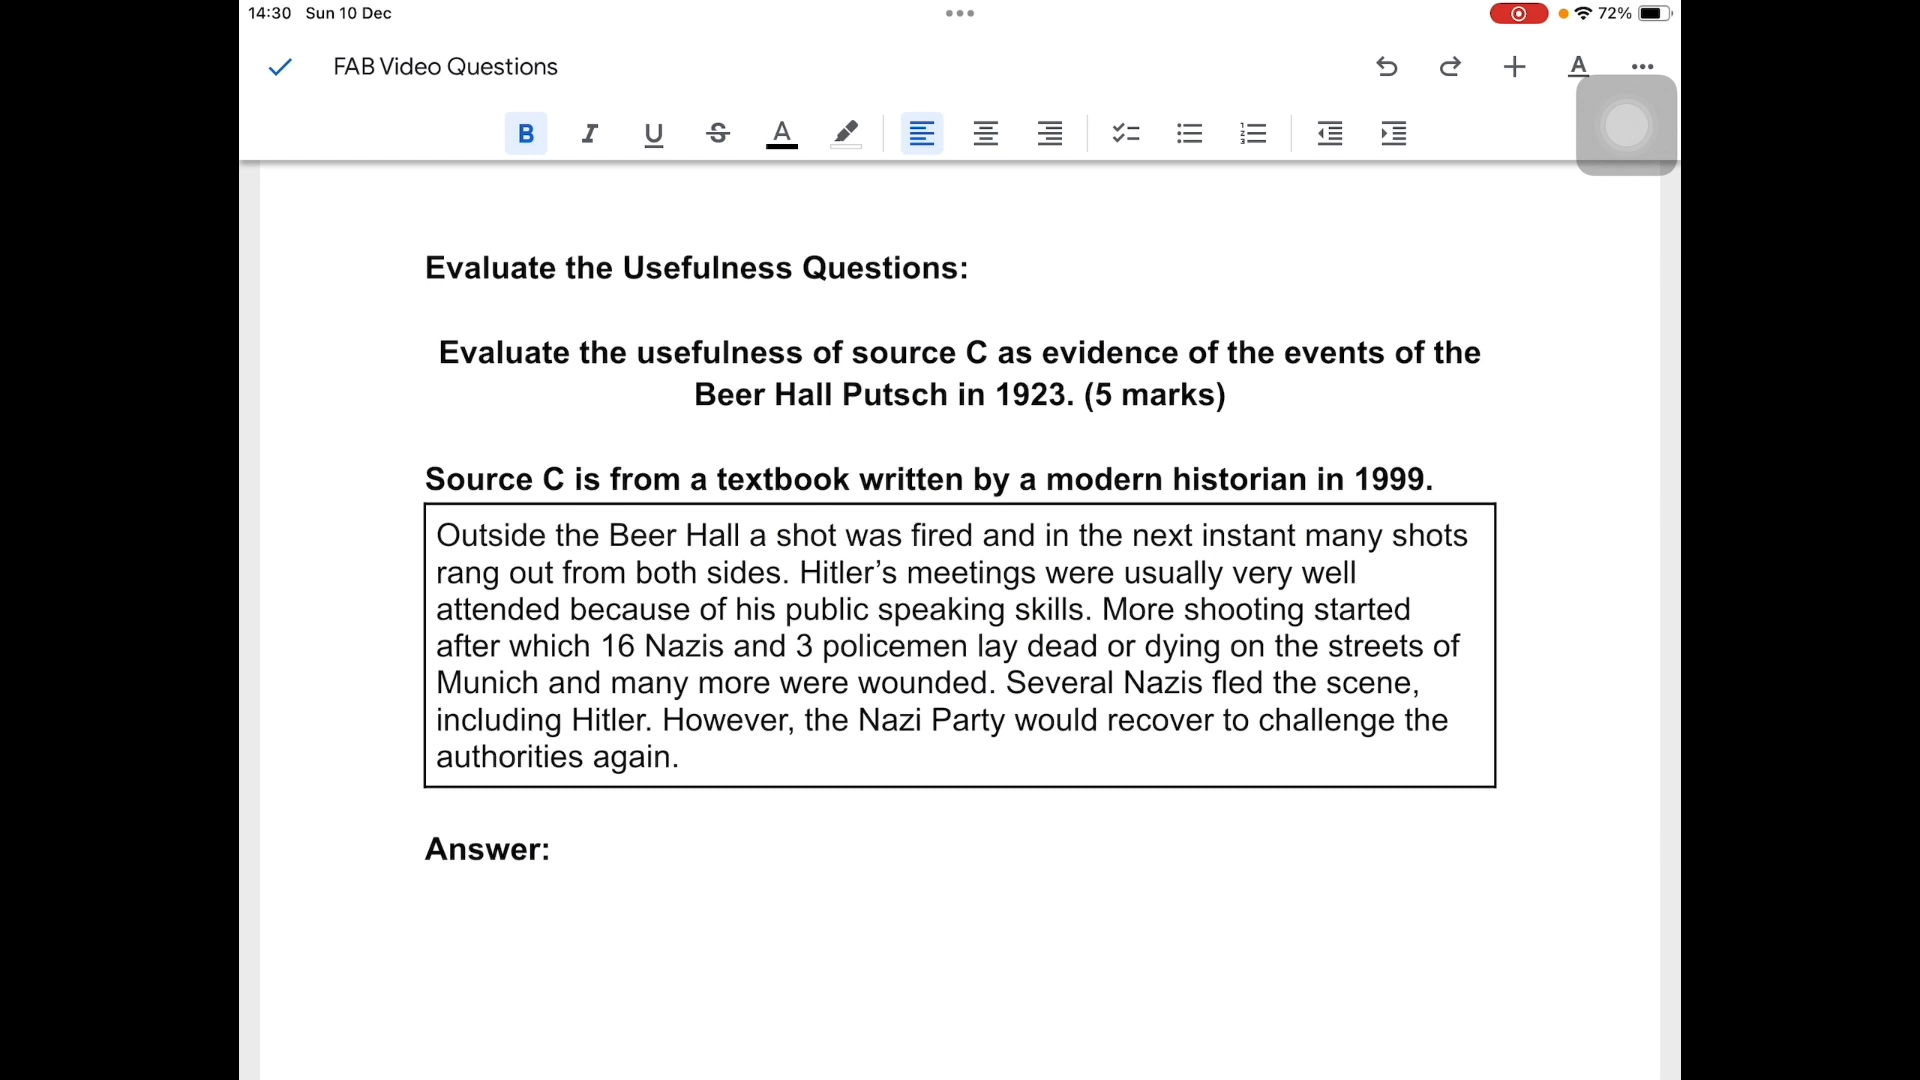 14:30 Sun 10 Dec
72%
FAB Video Questions
Evaluate the Usefulness Questions:
Evaluate the usefulness of source C as evidence of the events of the
Beer Hall Putsch in 1923. (5 marks)
Source C is from a textbook written by a modern historian in 1999.
Outside the Beer Hall a shot was fired and in the next instant many shots
rang out from both sides. Hitler’s meetings were usually very well
attended because of his public speaking skills. More shooting started
after which 16 Nazis and 3 policemen lay dead or dying on the streets of
Munich and many more were wounded. Several Nazis fled the scene,
including Hitler. However, the Nazi Party would recover to challenge the
authorities again.
Answer: